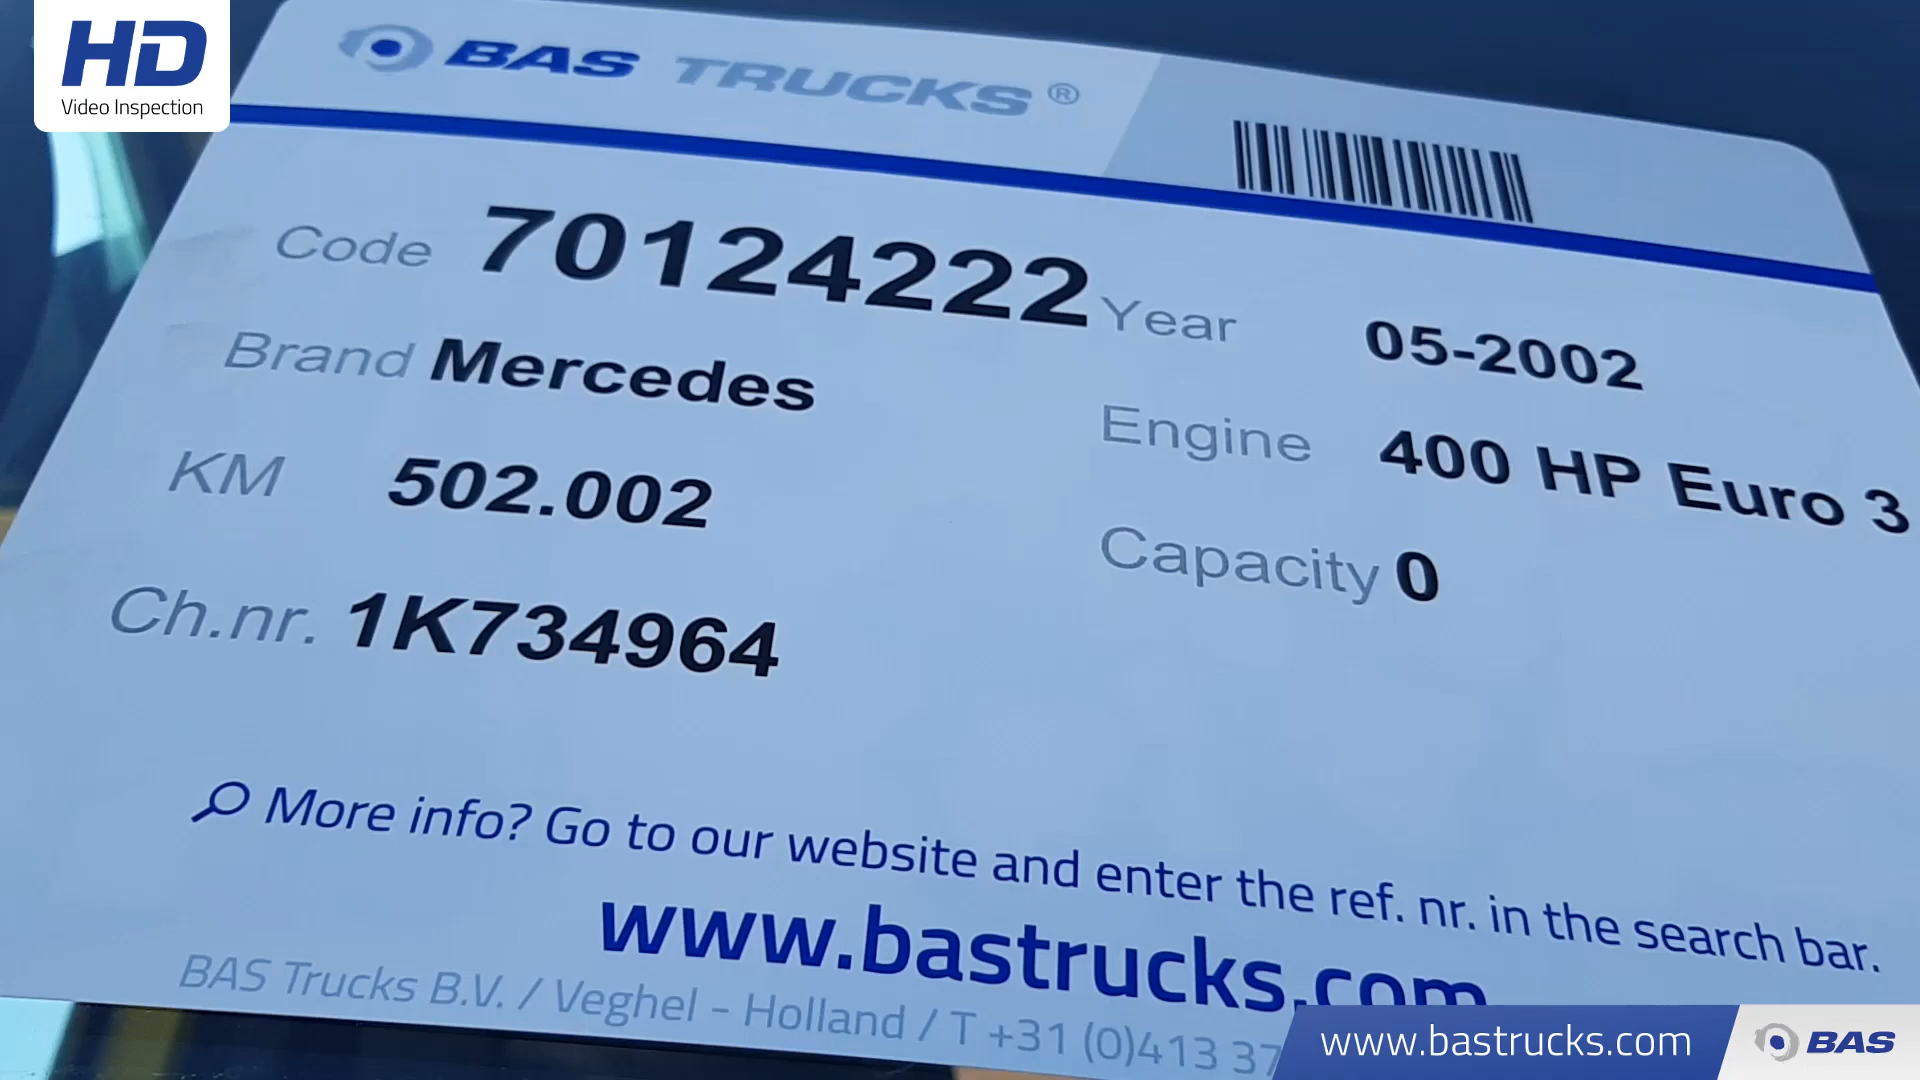 HD
Video Inspection
BAS TRUCKS®
Code 70124222
Year 05-2002
Brand Mercedes
Engine 400 HP Euro 3
KM 502.002
Capacity 0
Ch.nr. 1K734964
More info? Go to our website and enter the ref. nr. in the search bar.
www.bastrucks.com
BAS Trucks B.V. / Veghel - Holland / T +31 (0)413 37
www.bastrucks.com
BAS